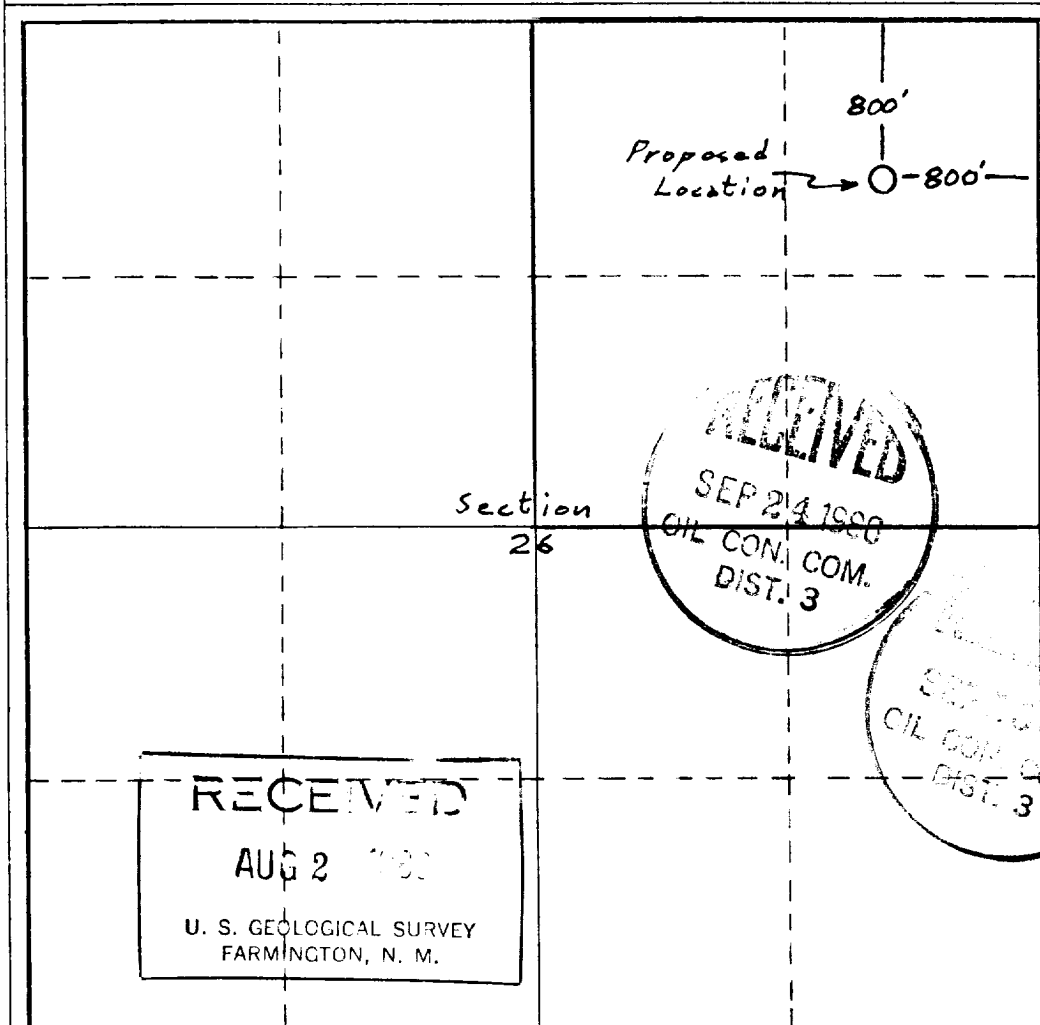 800'
Proposed
Location
800'
RECEIVED
SEP 24 1980
OIL CON. COM.
DIST. 3
Section
26
OIL CON.
DIST. 3
RECEIVED
AUG 2
U. S. GEOLOGICAL SURVEY
FARMINGTON, N. M.